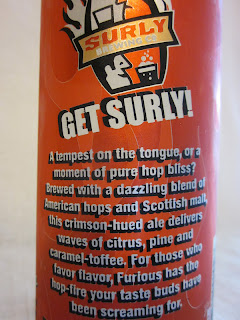 SURLY
BREWING CO.
GET SURLY!
A tempest on the tongue, or a
moment of pure hop bliss?
Brewed with a dazzling blend of
American hops and Scottish malt,
this crimson-hued ale delivers
waves of citrus, pine and
caramel-toffee. For those who
favor flavor, Furious has the
hop-fire your taste buds have
been screaming for.